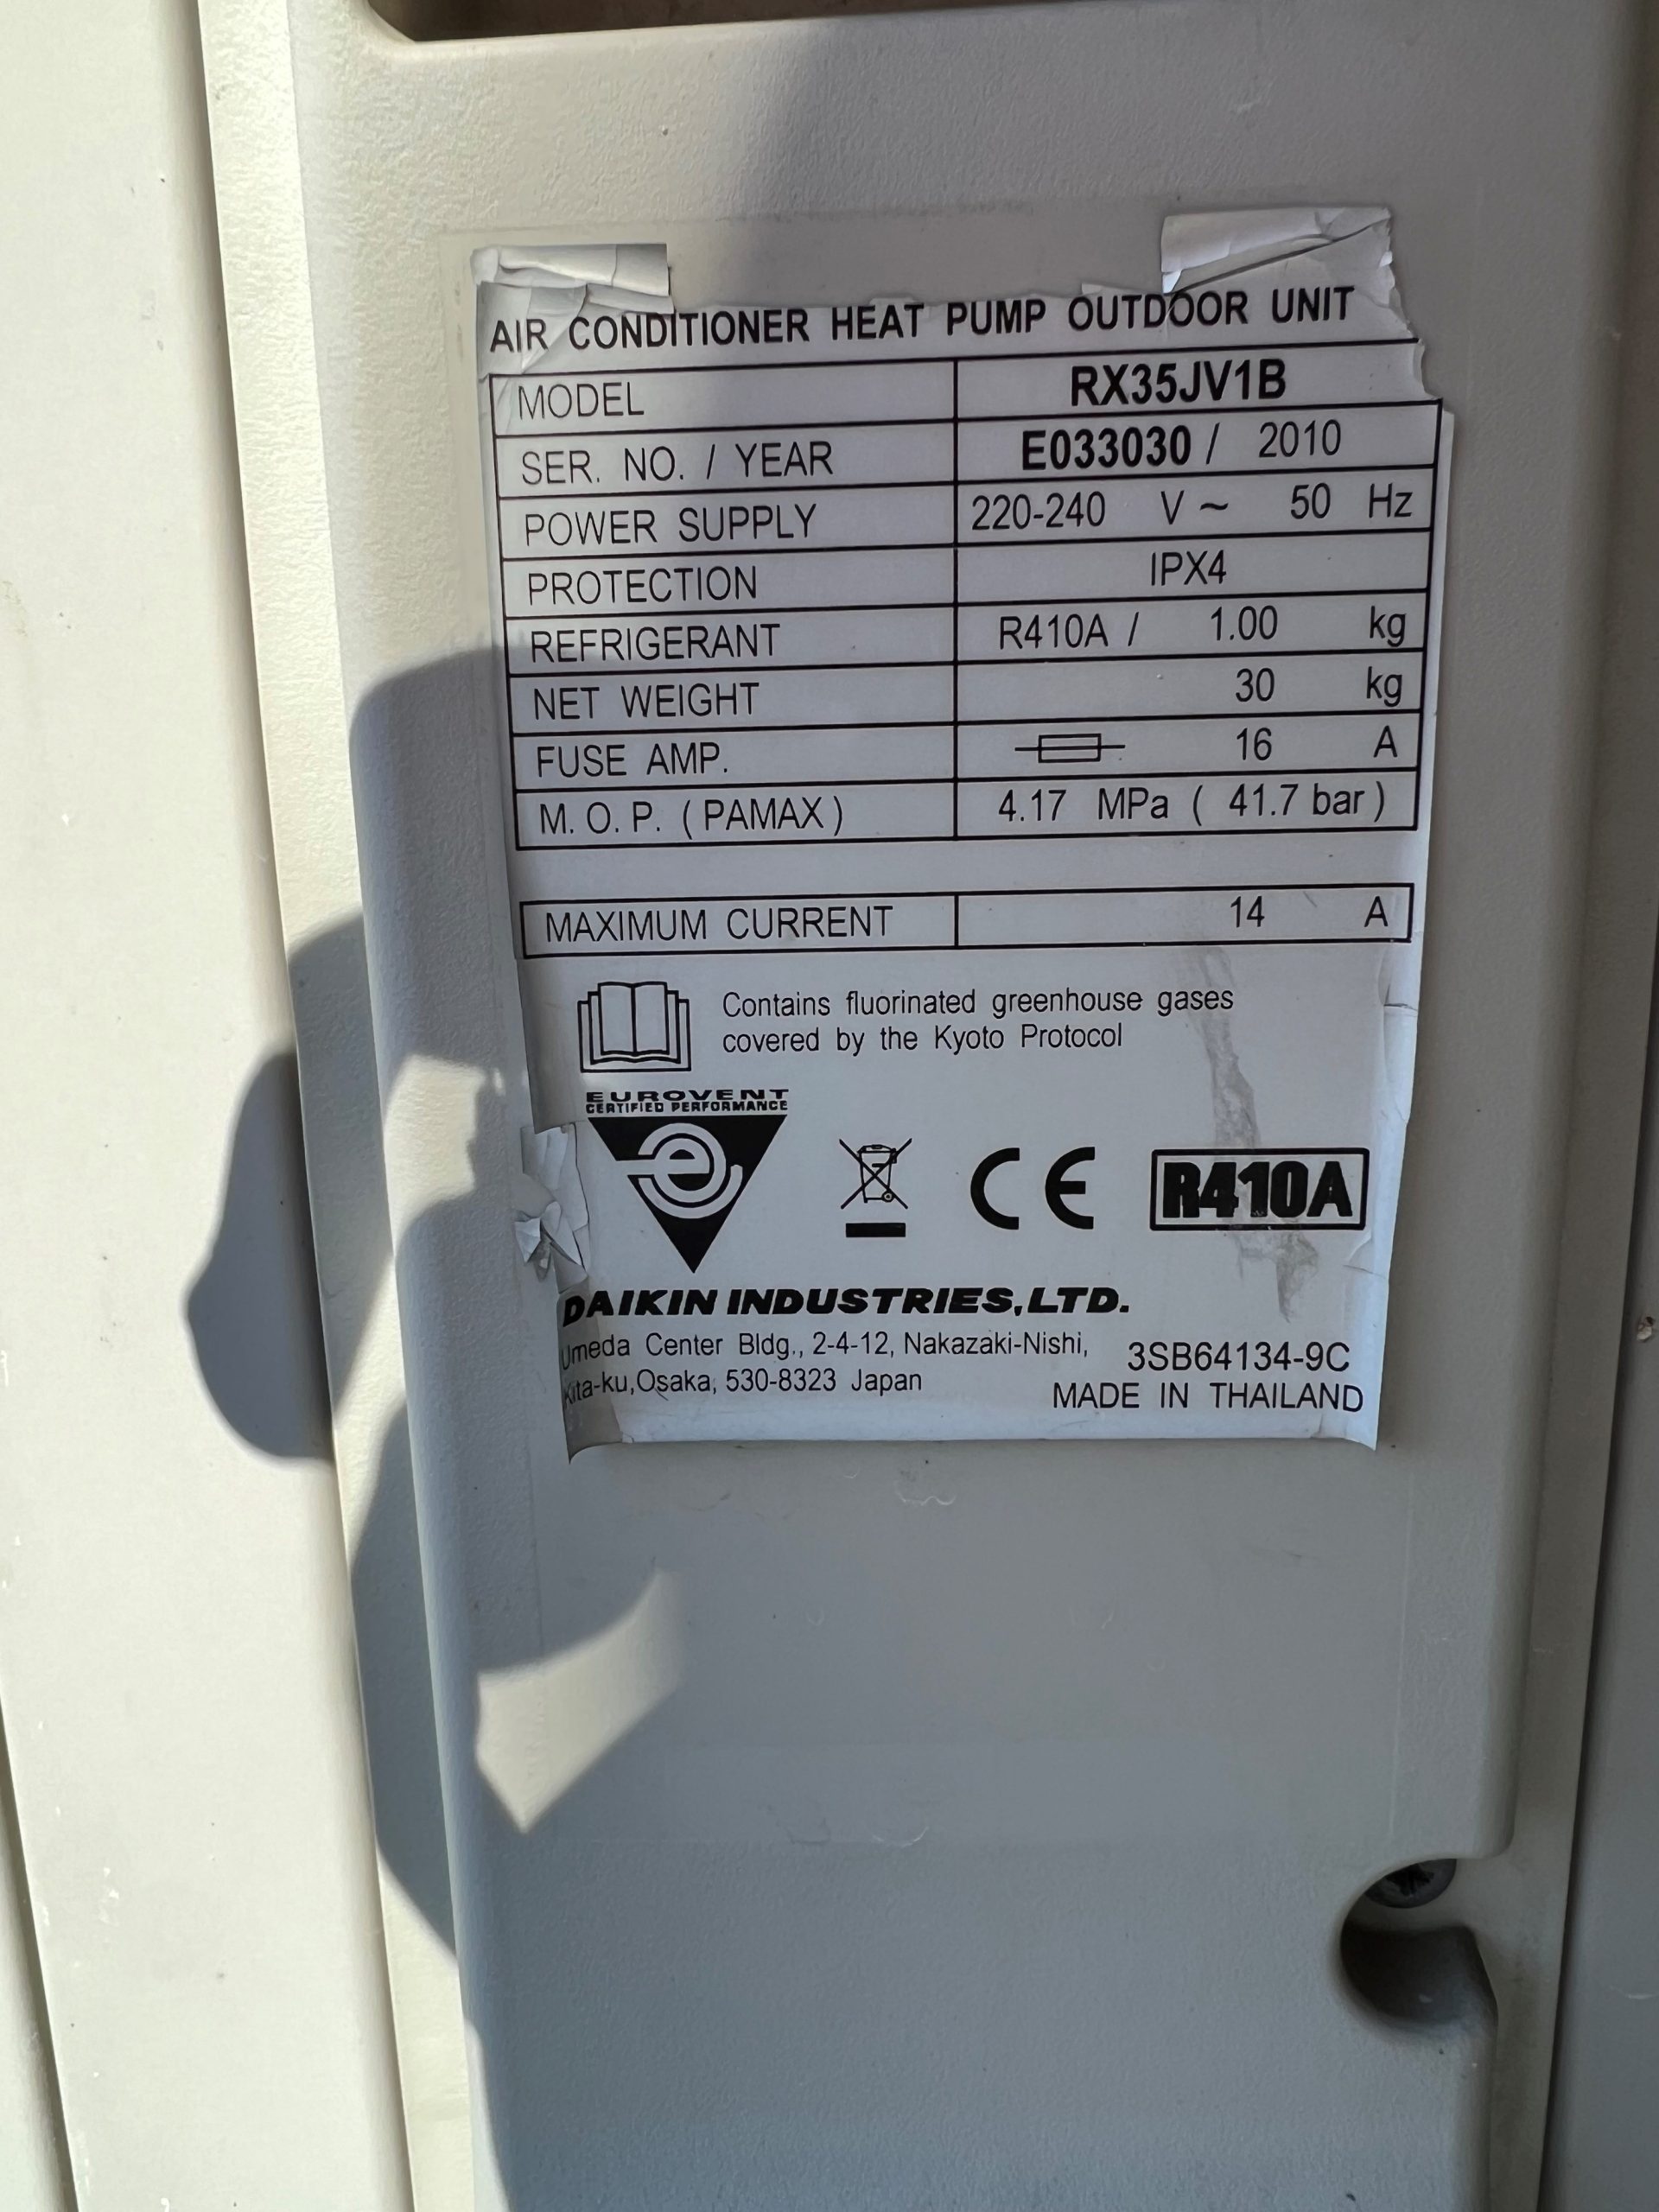 AIR CONDITIONER HEAT PUMP OUTDOOR UNIT
MODEL RX35JV1B
SER. NO. / YEAR E033030 / 2010
POWER SUPPLY 220-240 V ~ 50 Hz
PROTECTION IPX4
REFRIGERANT R410A / 1.00 kg
NET WEIGHT 30 kg
FUSE AMP. 16 A
M. O. P. ( PAMAX ) 4.17 MPa ( 41.7 bar )
MAXIMUM CURRENT 14 A
Contains fluorinated greenhouse gases
covered by the Kyoto Protocol
EUROVENT
CERTIFIED PERFORMANCE
e
CE R410A
DAIKIN INDUSTRIES,LTD.
Umeda Center Bldg., 2-4-12, Nakazaki-Nishi,
Kita-ku,Osaka, 530-8323 Japan
3SB64134-9C
MADE IN THAILAND